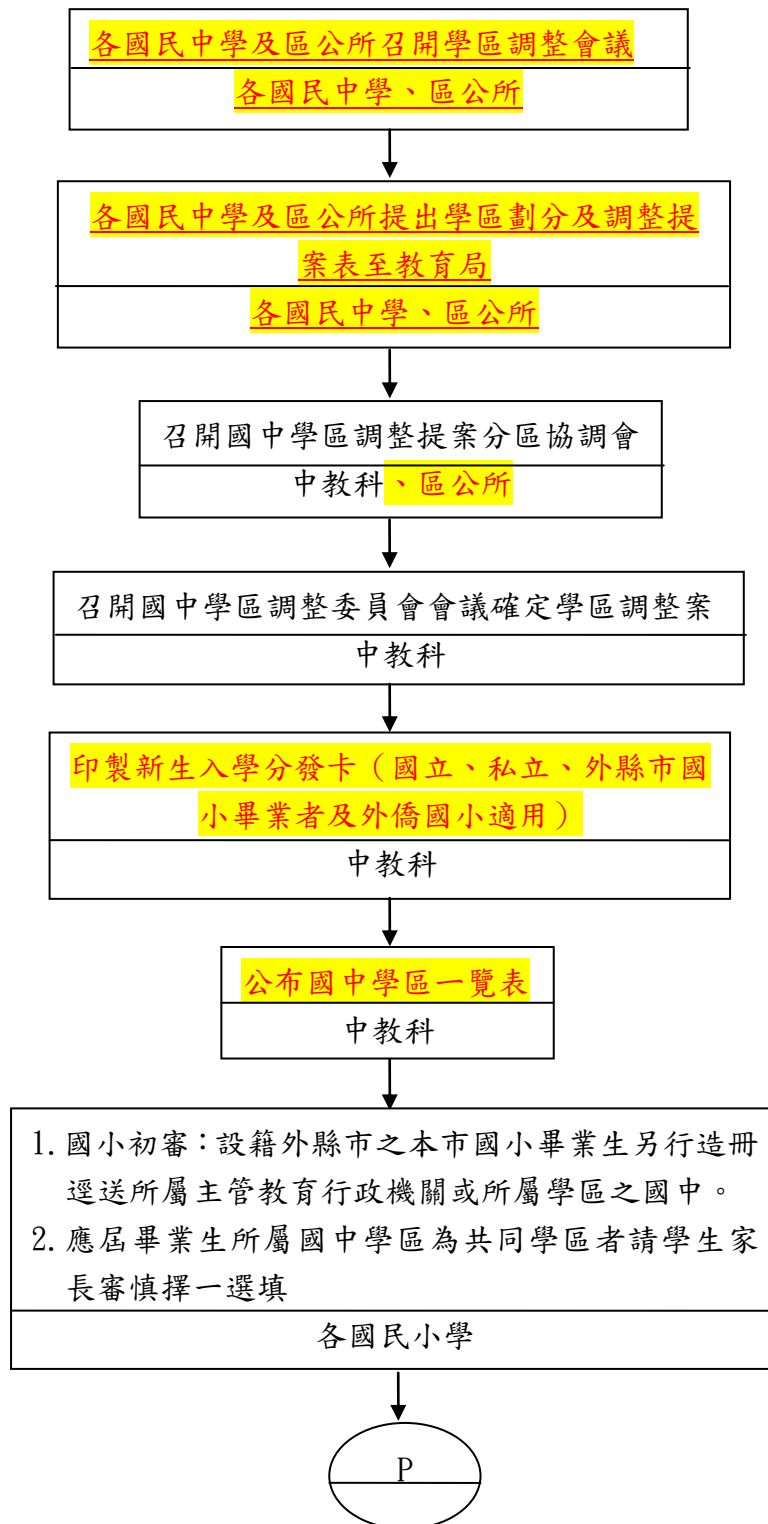 各國民中學及區公所召開學區調整會議
各國民中學、區公所
各國民中學及區公所提出學區劃分及調整提
案表至教育局
各國民中學、區公所
召開國中學區調整提案分區協調會
中教科、區公所
召開國中學區調整委員會會議確定學區調整案
中教科
印製新生入學分發卡（國立、私立、外縣市國
小畢業者及外僑國小適用）
中教科
公布國中學區一覽表
中教科
1.國小初審：設籍外縣市之本市國小畢業生另行造冊
逕送所屬主管教育行政機關或所屬學區之國中。
2.應屆畢業生所屬國中學區為共同學區者請學生家
長審慎擇一選填
各國民小學
P